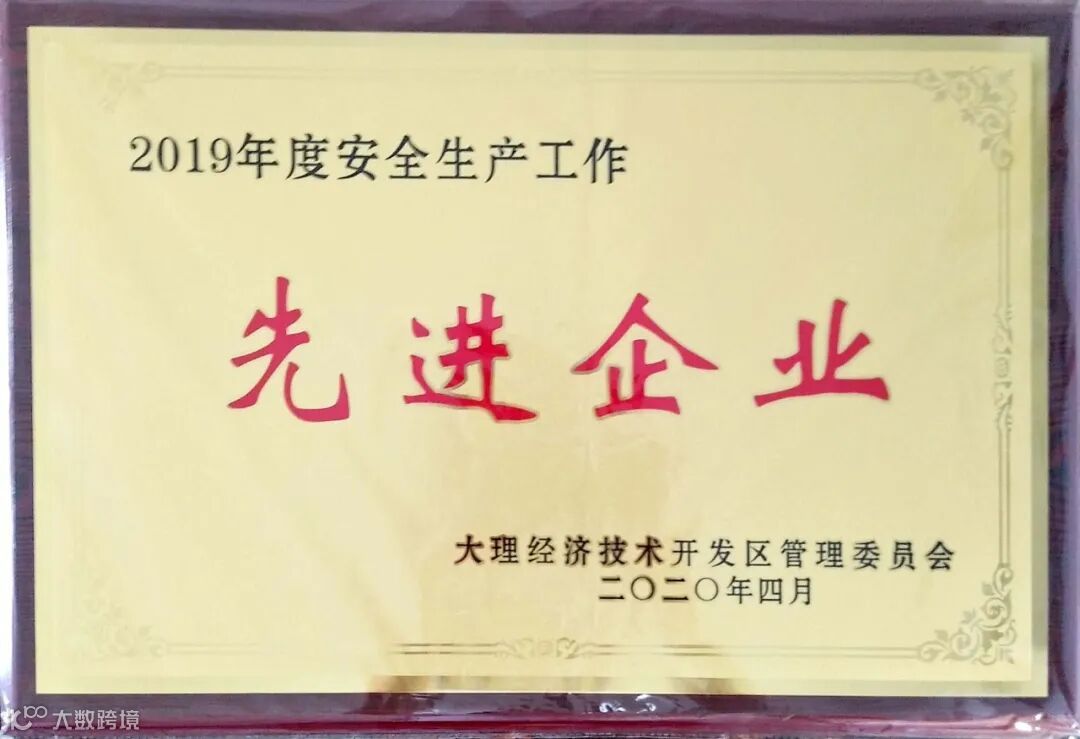 2019年度安全生产工作
先进企业
大理经济技术开发区管理委员会
二〇二〇年四月
大数跨境